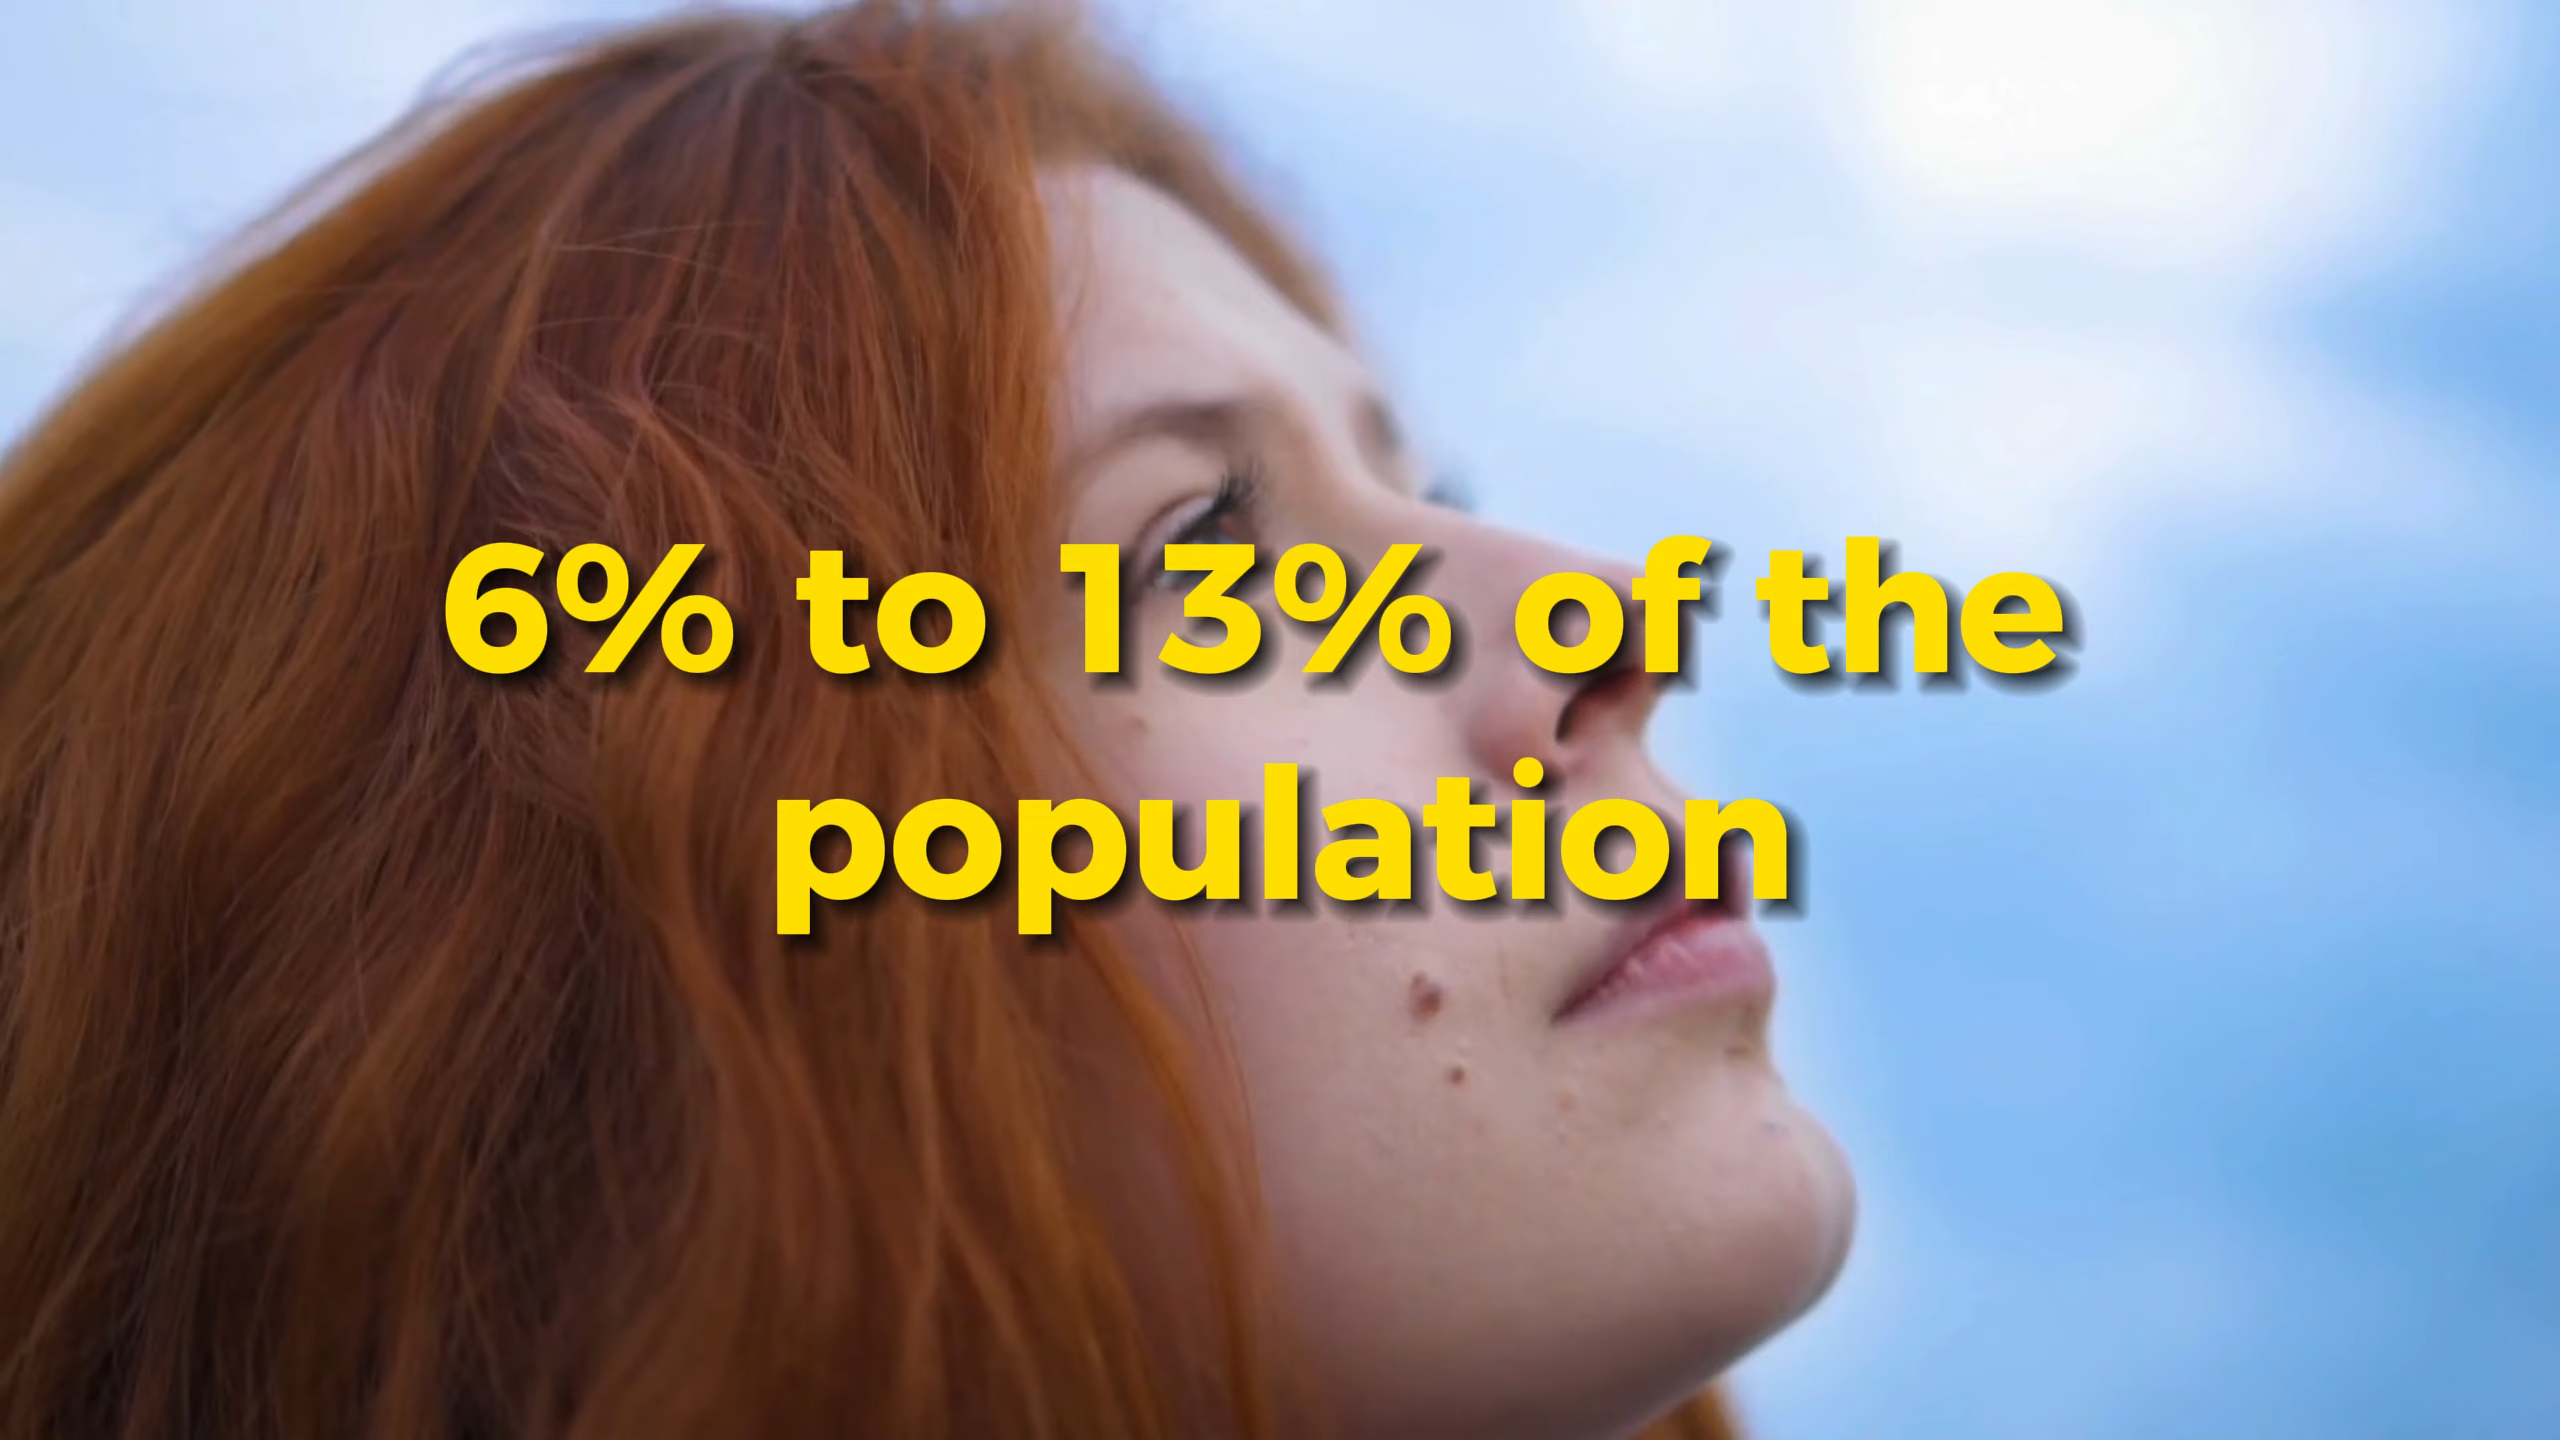 6% to 13% of the
population